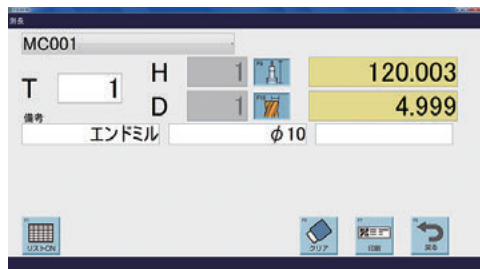 測長
MC001
T 1 H 1 120.003
D 1 4.999
備考
エンドミル φ10
リストON クリア 印刷 戻る